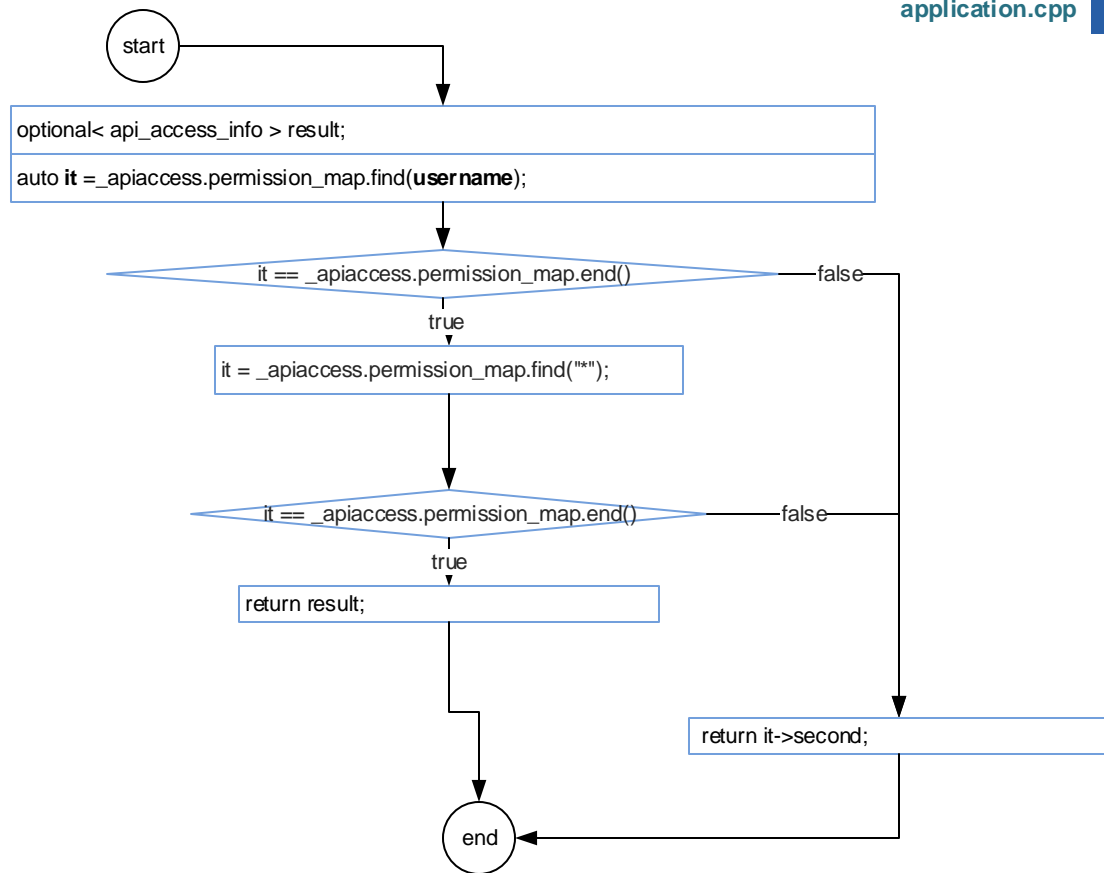 application.cpp
start
optional< api_access_info > result;
auto it =_apiaccess.permission_map.find(username);
it == _apiaccess.permission_map.end()
false
true
it = _apiaccess.permission_map.find("*");
it == _apiaccess.permission_map.end()
false
true
return result;
return it->second;
end